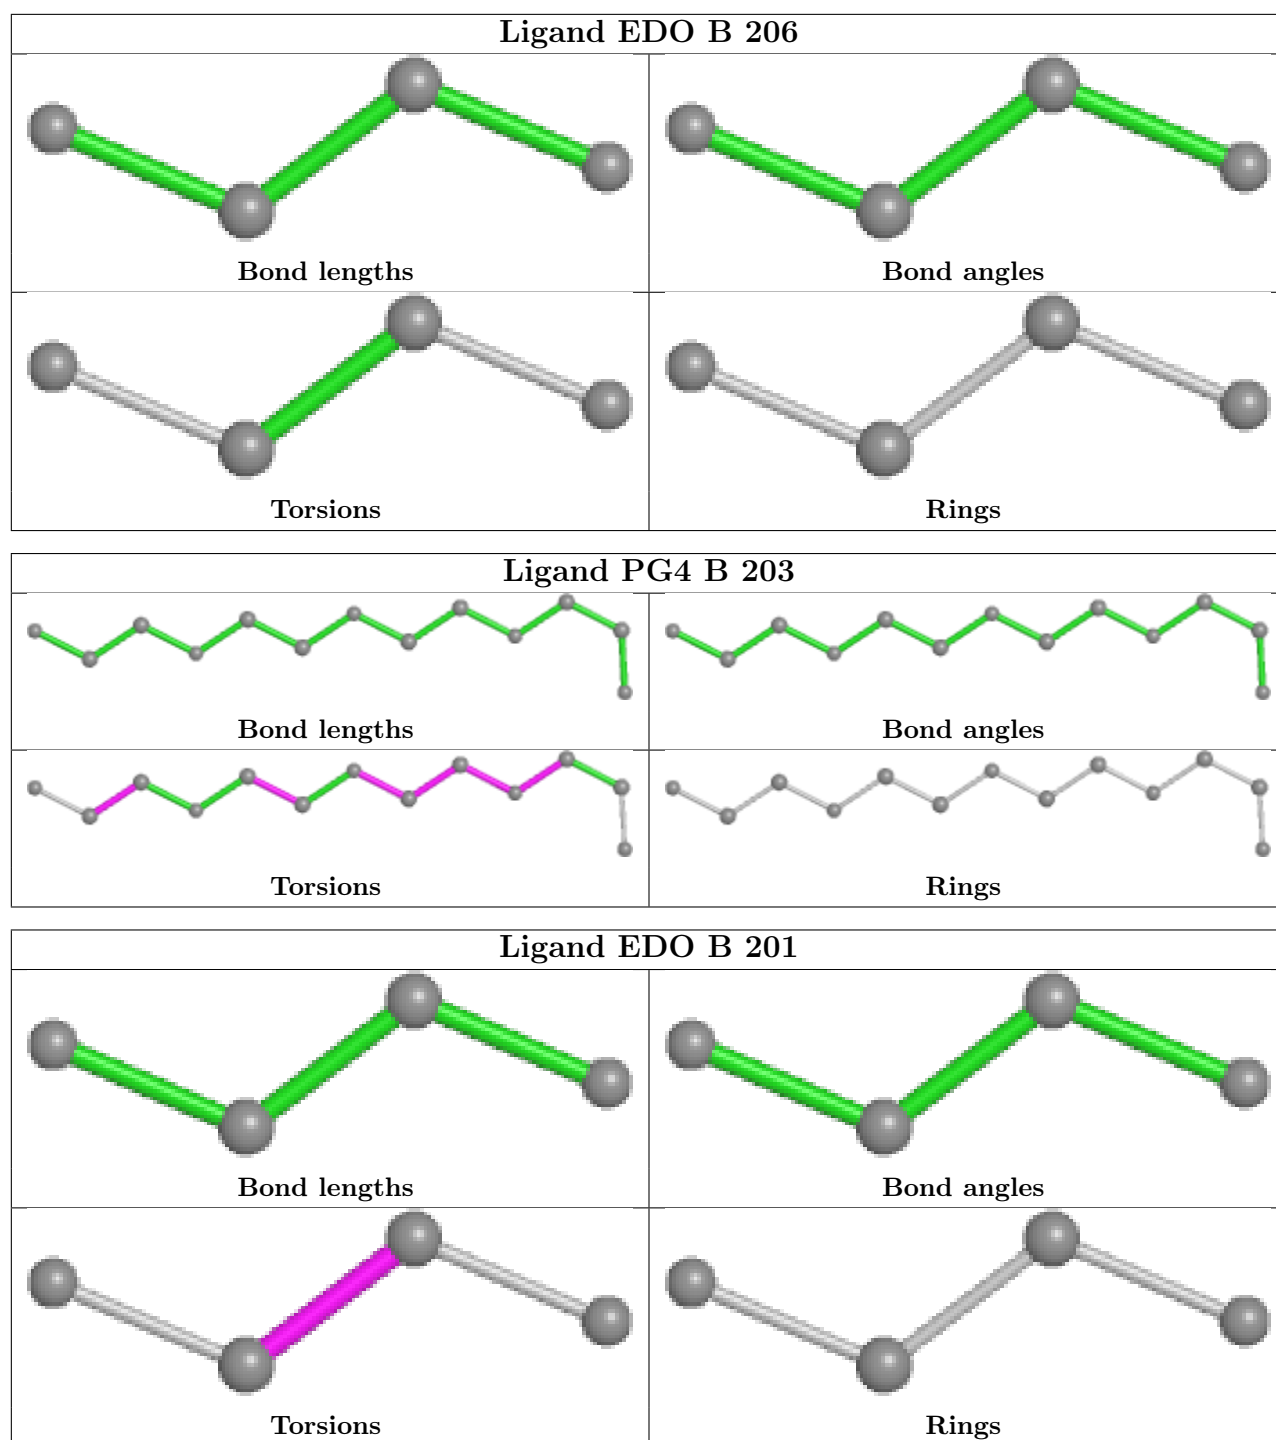 Ligand EDO B 206
Bond lengths
Bond angles
Torsions
Rings
Ligand PG4 B 203
Bond lengths
Bond angles
Torsions
Rings
Ligand EDO B 201
Bond lengths
Bond angles
Torsions
Rings